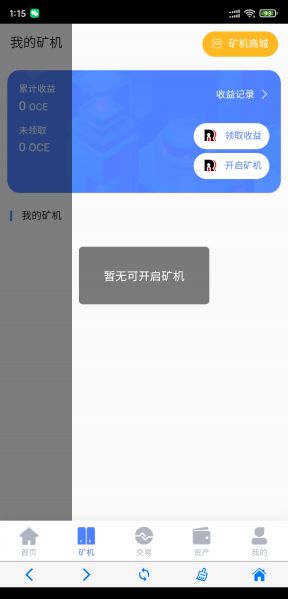 1:15
99
我的矿机
矿机商城
累计收益
0 OCE
收益记录
未领取
0 OCE
领取收益
开启矿机
我的矿机
暂无可开启矿机
首页
矿机
交易
资产
我的